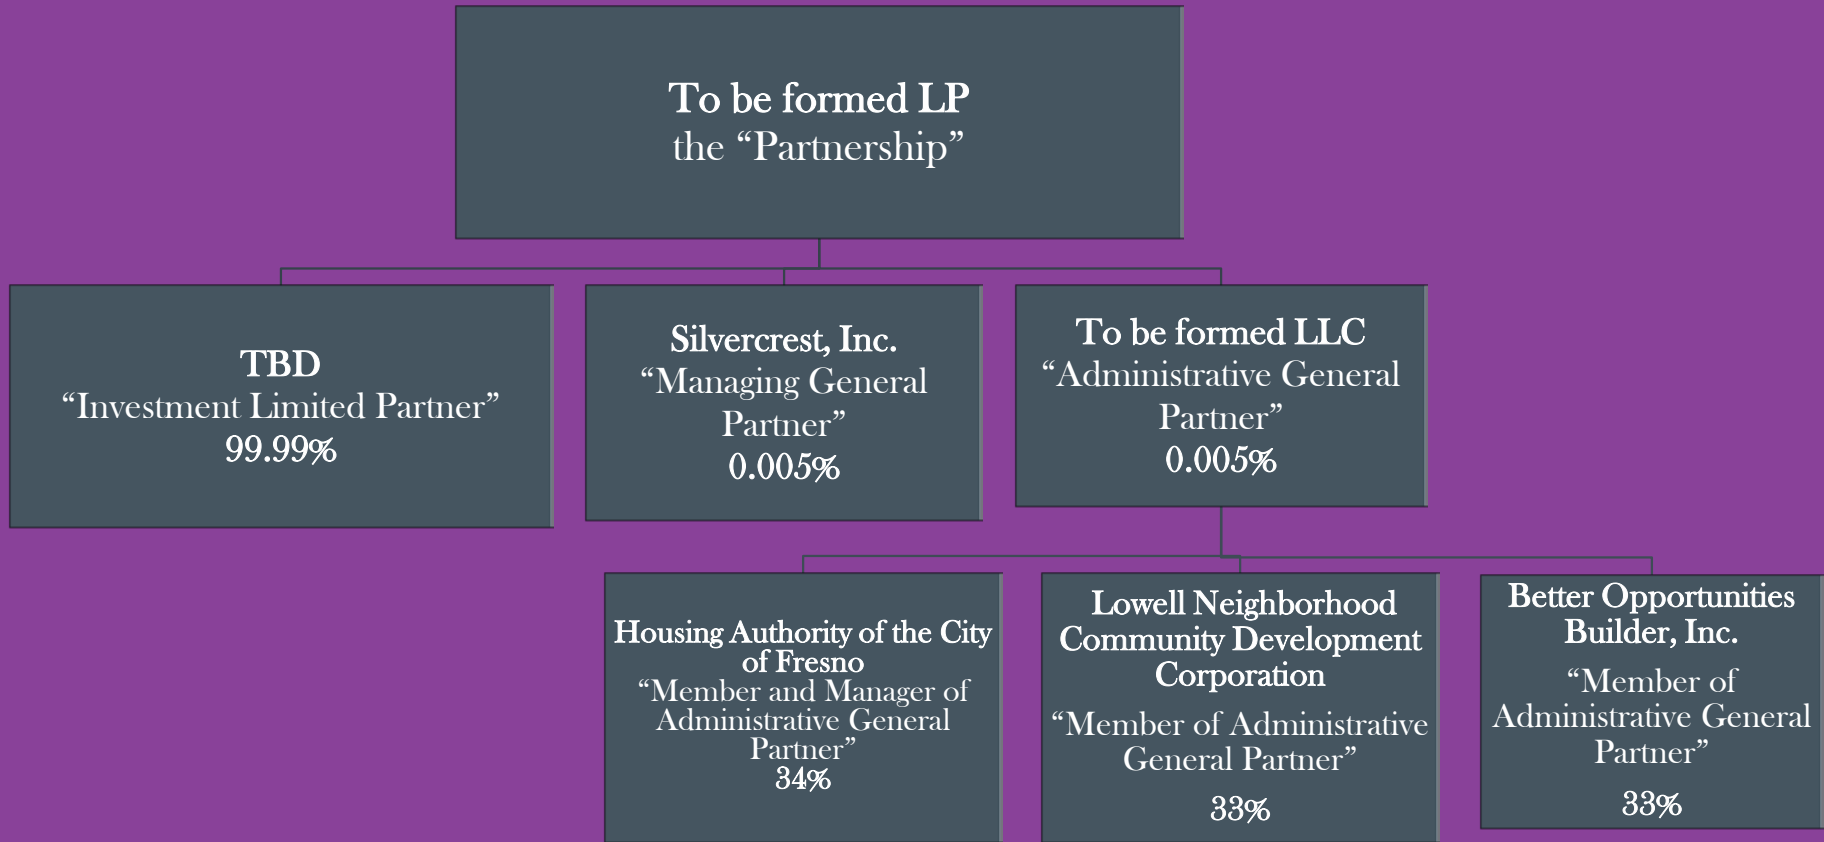 To be formed LP
the “Partnership”
TBD
“Investment Limited Partner”
99.99%
Silvercrest, Inc.
“Managing General
Partner”
0.005%
To be formed LLC
“Administrative General
Partner”
0.005%
Housing Authority of the City
of Fresno
“Member and Manager of
Administrative General
Partner”
34%
Lowell Neighborhood
Community Development
Corporation
“Member of Administrative
General Partner”
33%
Better Opportunities
Builder, Inc.
“Member of
Administrative General
Partner”
33%